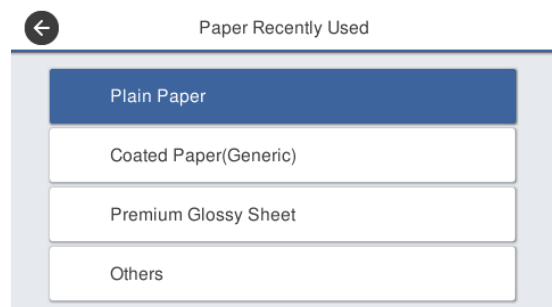 Paper Recently Used
Plain Paper
Coated Paper(Generic)
Premium Glossy Sheet
Others